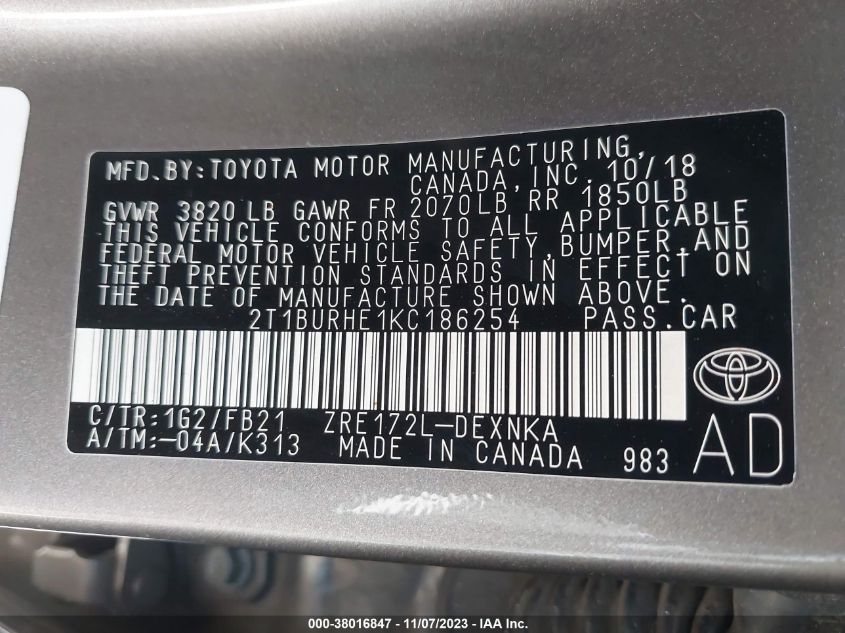 MFD. BY: TOYOTA MOTOR MANUFACTURING,
CANADA, INC. 10/18
GVWR 3820 LB GAWR FR 2070LB RR 1850LB
THIS VEHICLE CONFORMS TO ALL APPLICABLE
FEDERAL MOTOR VEHICLE SAFETY, BUMPER, AND
THEFT PREVENTION STANDARDS IN EFFECT ON
THE DATE OF MANUFACTURE SHOWN ABOVE.
2T1BURHE1KC186254 PASS. CAR
C/TR: 1G2/FB21 ZRE172L-DEXNKA
A/TM: -04A/K313 MADE IN CANADA 983 AD
000-38016847 — 11/07/2023 — IAA Inc.